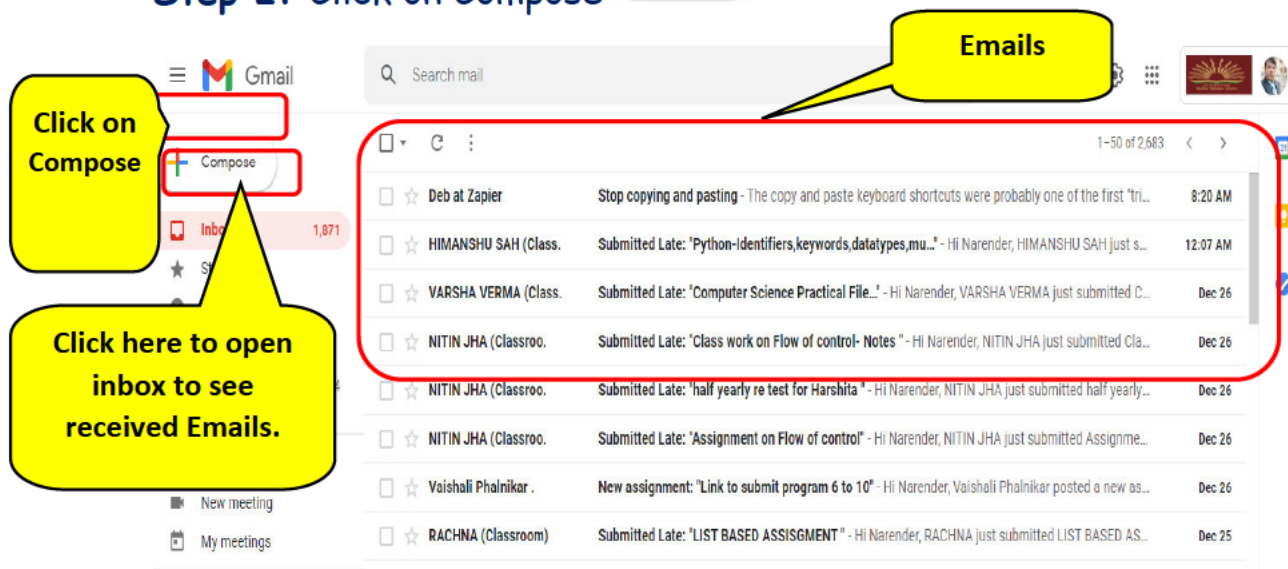 Click on Compose
Emails
Gmail
Search mail
Click on
Compose
Compose
1–50 of 2,683
Deb at Zapier Stop copying and pasting - The copy and paste keyboard shortcuts were probably one of the first "tri... 8:20 AM
1,871
HIMANSHU SAH (Class. Submitted Late: "Python-Identifiers,keywords,datatypes,mu..." - Hi Narender, HIMANSHU SAH just s... 12:07 AM
VARSHA VERMA (Class. Submitted Late: "Computer Science Practical File..." - Hi Narender, VARSHA VERMA just submitted C... Dec 26
Click here to open
inbox to see
received Emails.
NITIN JHA (Classroo. Submitted Late: "Class work on Flow of control- Notes " - Hi Narender, NITIN JHA just submitted Cla... Dec 26
NITIN JHA (Classroo. Submitted Late: "half yearly re test for Harshita " - Hi Narender, NITIN JHA just submitted half yearly... Dec 26
NITIN JHA (Classroo. Submitted Late: "Assignment on Flow of control" - Hi Narender, NITIN JHA just submitted Assignme... Dec 26
New meeting
Vaishali Phalnikar . New assignment: "Link to submit program 6 to 10" - Hi Narender, Vaishali Phalnikar posted a new as... Dec 26
My meetings
RACHNA (Classroom) Submitted Late: "LIST BASED ASSISGMENT " - Hi Narender, RACHNA just submitted LIST BASED AS... Dec 25